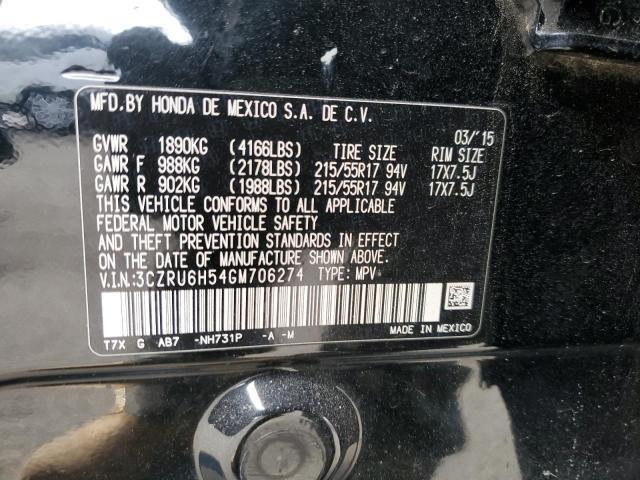 MFD. BY HONDA DE MEXICO S.A. DE C.V.
03/'15
GVWR 1890KG (4166LBS) TIRE SIZE RIM SIZE
GAWR F 988KG (2178LBS) 215/55R17 94V 17X7.5J
GAWR R 902KG (1988LBS) 215/55R17 94V 17X7.5J
THIS VEHICLE CONFORMS TO ALL APPLICABLE
FEDERAL MOTOR VEHICLE SAFETY
AND THEFT PREVENTION STANDARDS IN EFFECT
ON THE DATE OF MANUFACTURE SHOWN ABOVE.
V.I.N:3CZRU6H54GM706274 TYPE: MPV
MADE IN MEXICO
T7X G AB7 -NH731P -A -M